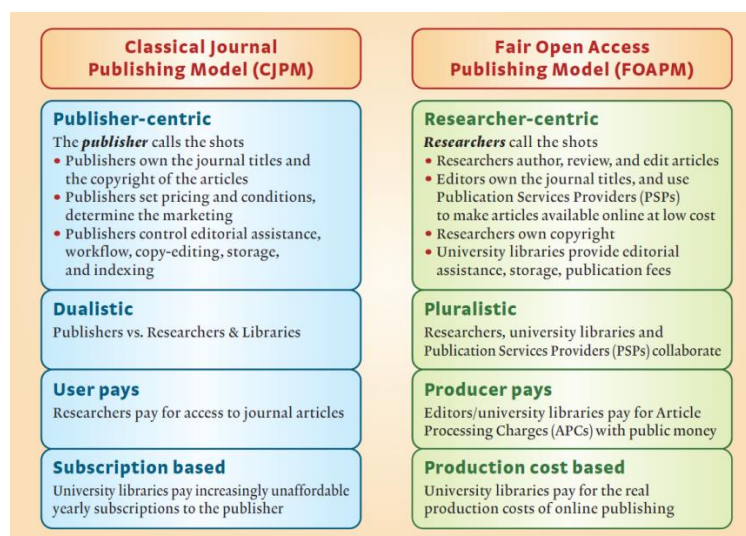 Classical Journal
Publishing Model (CJPM)
Publisher-centric
The publisher calls the shots
• Publishers own the journal titles and
the copyright of the articles
• Publishers set pricing and conditions,
determine the marketing
• Publishers control editorial assistance,
workflow, copy-editing, storage,
and indexing
Dualistic
Publishers vs. Researchers & Libraries
User pays
Researchers pay for access to journal articles
Subscription based
University libraries pay increasingly unaffordable
yearly subscriptions to the publisher
Fair Open Access
Publishing Model (FOAPM)
Researcher-centric
Researchers call the shots
• Researchers author, review, and edit articles
• Editors own the journal titles, and use
Publication Services Providers (PSPs)
to make articles available online at low cost
• Researchers own copyright
• University libraries provide editorial
assistance, storage, publication fees
Pluralistic
Researchers, university libraries and
Publication Services Providers (PSPs) collaborate
Producer pays
Editors/university libraries pay for Article
Processing Charges (APCs) with public money
Production cost based
University libraries pay for the real
production costs of online publishing